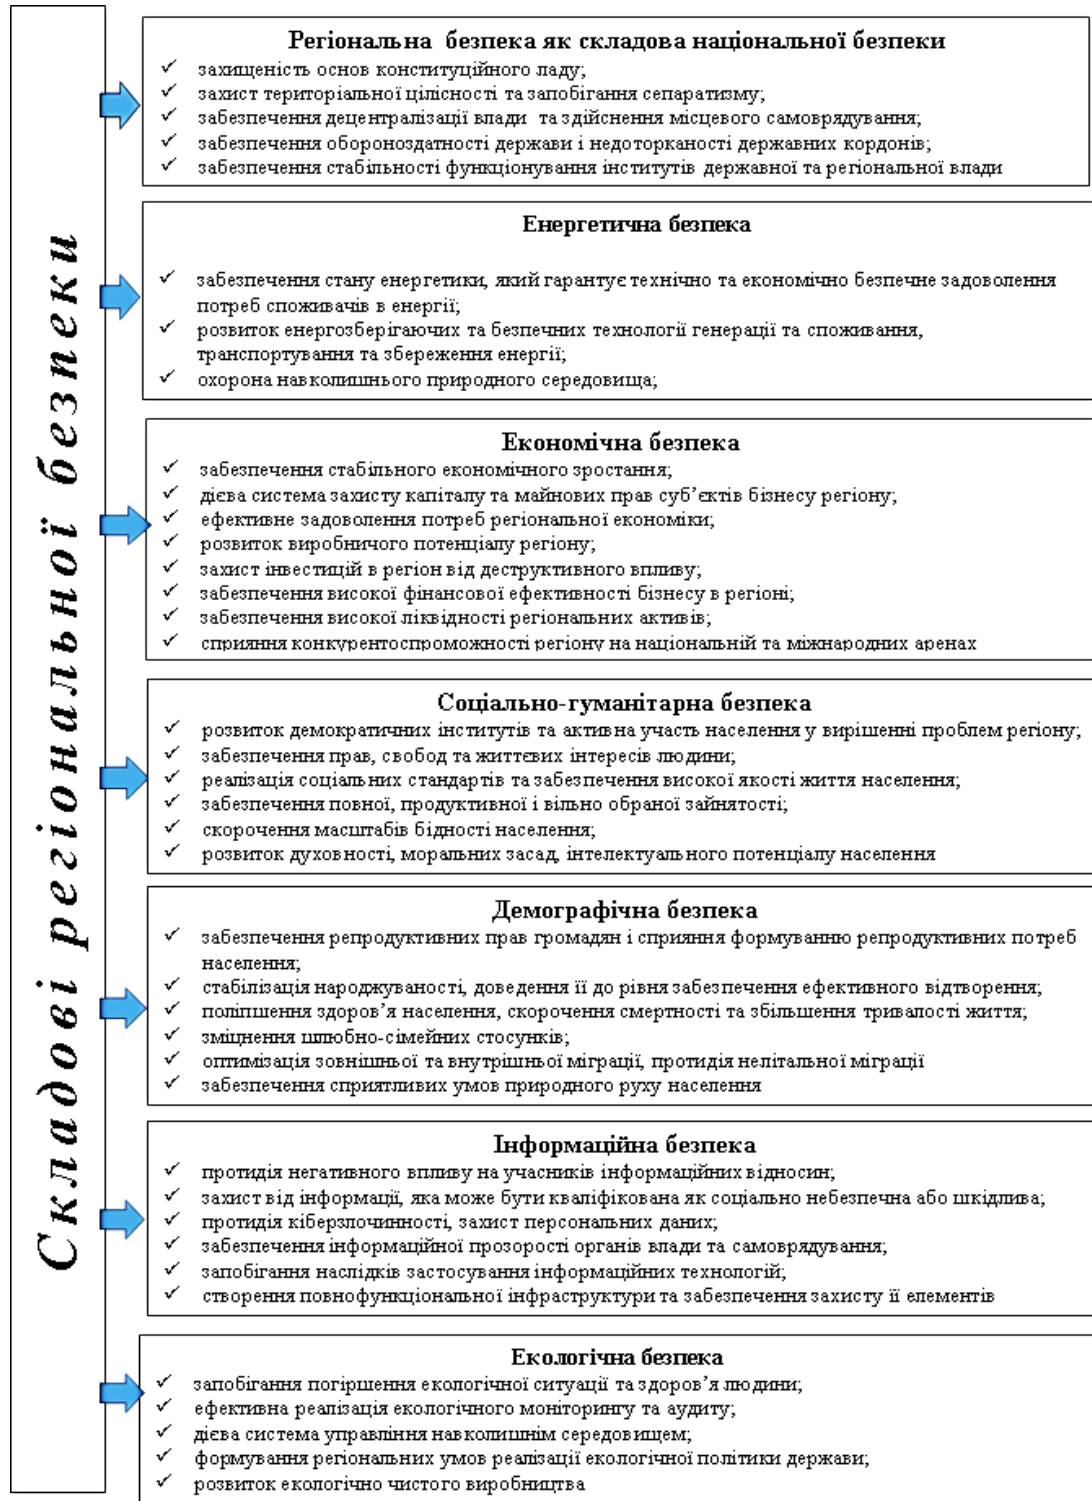 Складові регіональної безпеки
Регіональна безпека як складова національної безпеки
✓ захищеність основ конституційного ладу;
✓ захист територіальної цілісності та запобігання сепаратизму;
✓ забезпечення децентралізації влади та здійснення місцевого самоврядування;
✓ забезпечення обороноздатності держави і недоторканості державних кордонів;
✓ забезпечення стабільності функціонування інститутів державної та регіональної влади
Енергетична безпека
✓ забезпечення стану енергетики, який гарантує технічно та економічно безпечне задоволення
потреб споживачів в енергії;
✓ розвиток енергозберігаючих та безпечних технології генерації та споживання,
транспортування та збереження енергії;
✓ охорона навколишнього природного середовища;
Економічна безпека
✓ забезпечення стабільного економічного зростання;
✓ дієва система захисту капіталу та майнових прав суб’єктів бізнесу регіону;
✓ ефективне задоволення потреб регіональної економіки;
✓ розвиток виробничого потенціалу регіону;
✓ захист інвестицій в регіон від деструктивного впливу;
✓ забезпечення високої фінансової ефективності бізнесу в регіоні;
✓ забезпечення високої ліквідності регіональних активів;
✓ сприяння конкурентоспроможності регіону на національній та міжнародних аренах
Соціально-гуманітарна безпека
✓ розвиток демократичних інститутів та активна участь населення у вирішенні проблем регіону;
✓ забезпечення прав, свобод та життєвих інтересів людини;
✓ реалізація соціальних стандартів та забезпечення високої якості життя населення;
✓ забезпечення повної, продуктивної і вільно обраної зайнятості;
✓ скорочення масштабів бідності населення;
✓ розвиток духовності, моральних засад, інтелектуального потенціалу населення
Демографічна безпека
✓ забезпечення репродуктивних прав громадян і сприяння формуванню репродуктивних потреб
населення;
✓ стабілізація народжуваності, доведення її до рівня забезпечення ефективного відтворення;
✓ поліпшення здоров’я населення, скорочення смертності та збільшення тривалості життя;
✓ зміцнення шлюбно-сімейних стосунків;
✓ оптимізація зовнішньої та внутрішньої міграції, протидія нелітальної міграції
✓ забезпечення сприятливих умов природного руху населення
Інформаційна безпека
✓ протидія негативного впливу на учасників інформаційних відносин;
✓ захист від інформації, яка може бути кваліфікована як соціально небезпечна або шкідлива;
✓ протидія кіберзлочинності, захист персональних даних;
✓ забезпечення інформаційної прозорості органів влади та самоврядування;
✓ запобігання наслідків застосування інформаційних технологій;
✓ створення повнофункціональної інфраструктури та забезпечення захисту її елементів
Екологічна безпека
✓ запобігання погіршення екологічної ситуації та здоров’я людини;
✓ ефективна реалізація екологічного моніторингу та аудиту;
✓ дієва система управління навколишнім середовищем;
✓ формування регіональних умов реалізації екологічної політики держави;
✓ розвиток екологічно чистого виробництва